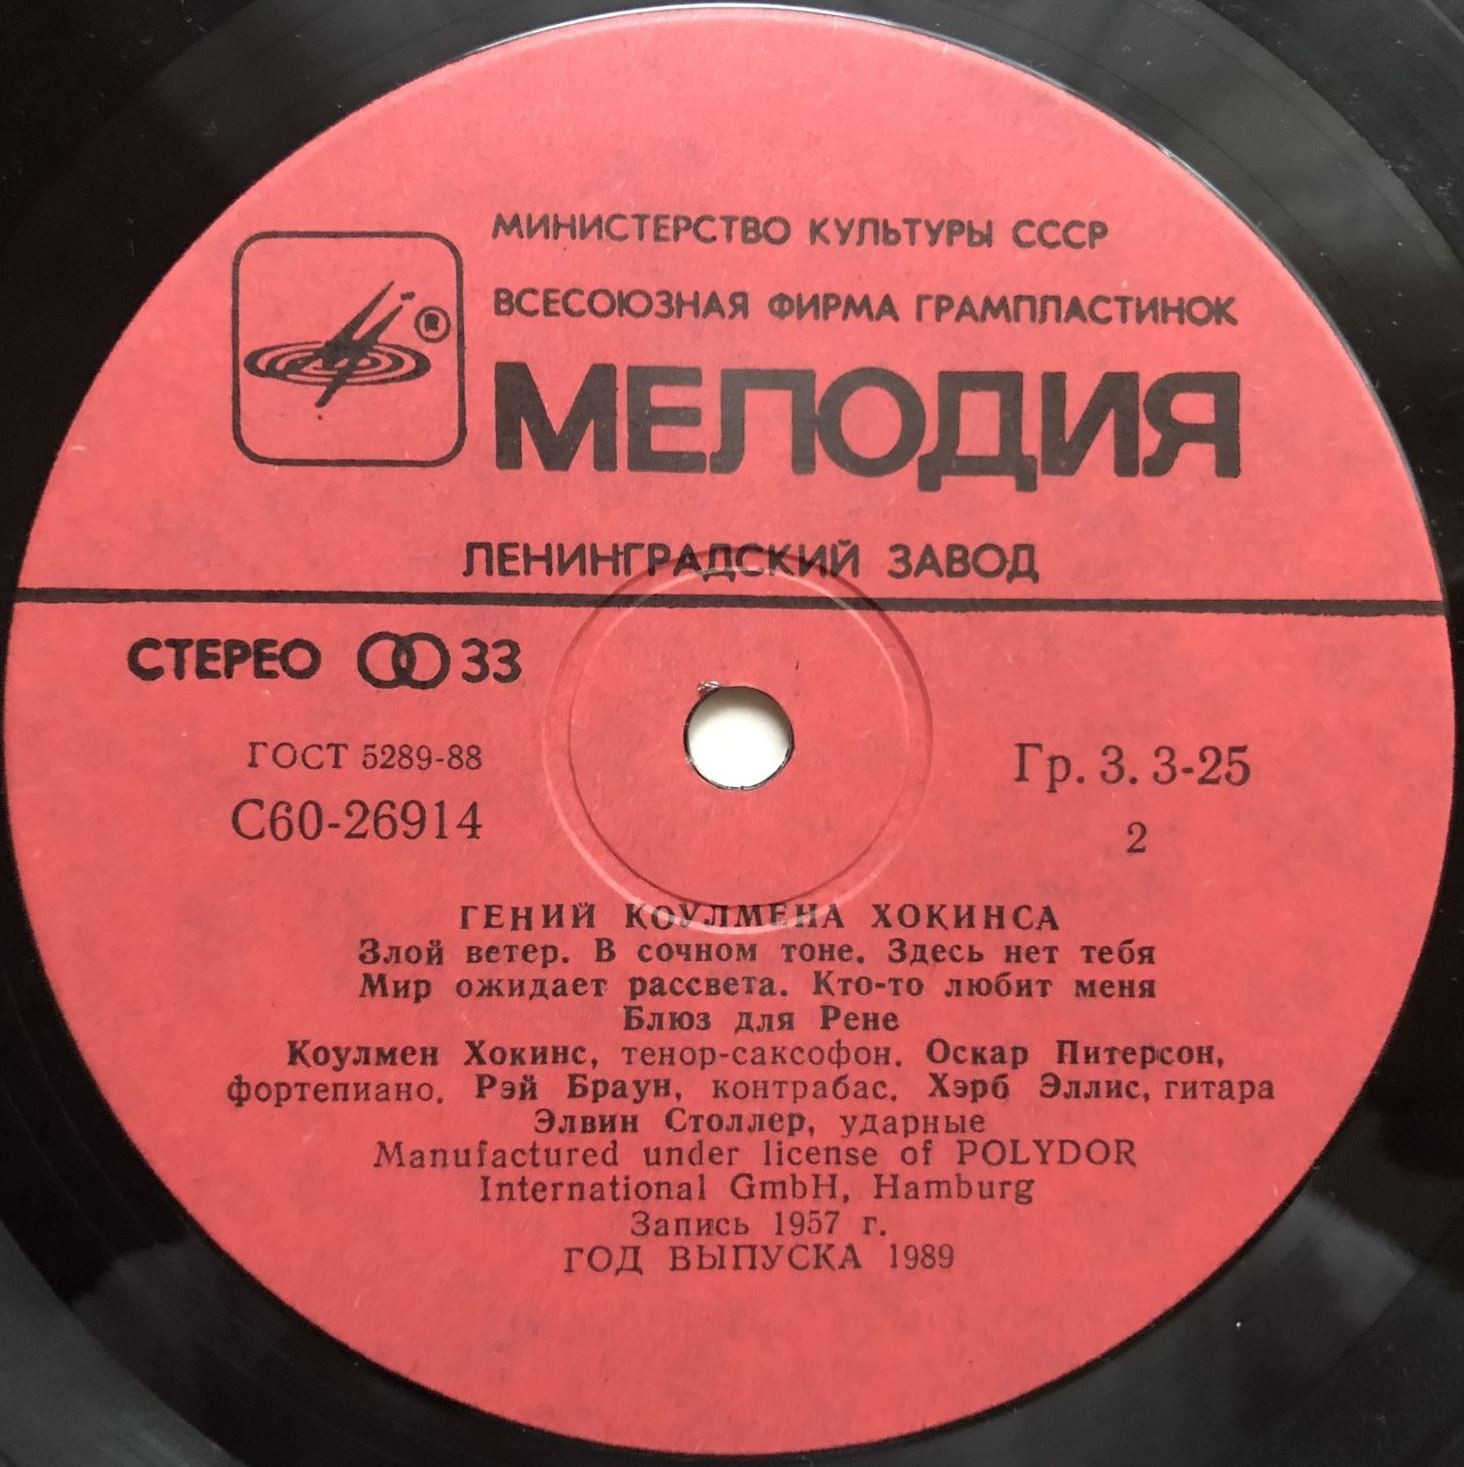 МИНИСТЕРСТВО КУЛЬТУРЫ СССР
ВСЕСОЮЗНАЯ ФИРМА ГРАМПЛАСТИНОК
®
МЕЛОДИЯ
ЛЕНИНГРАДСКИЙ ЗАВОД
СТЕРЕО 33
ГОСТ 5289-88
С60-26914
Гр. 3. 3-25
2
ГЕНИЙ КОУЛМЕНА ХОКИНСА
Злой ветер. В сочном тоне. Здесь нет тебя
Мир ожидает рассвета. Кто-то любит меня
Блюз для Рене
Коулмен Хокинс, тенор-саксофон. Оскар Питерсон,
фортепиано. Рэй Браун, контрабас. Хэрб Эллис, гитара
Элвин Столлер, ударные
Manufactured under license of POLYDOR
International GmbH, Hamburg
Запись 1957 г.
ГОД ВЫПУСКА 1989